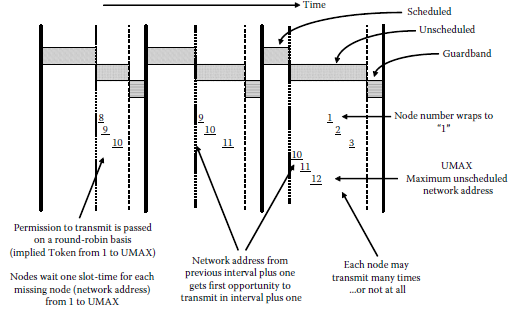 Time
Scheduled
Unscheduled
Guardband
8
9
10
9
10
11
1
2
3
10
11
12
Node number wraps to
“1”
UMAX
Maximum unscheduled
network address
Permission to transmit is passed
on a round-robin basis
(implied Token from 1 to UMAX)
Nodes wait one slot-time for each
missing node (network address)
from 1 to UMAX
Network address from
previous interval plus one
gets first opportunity to
transmit in interval plus one
Each node may
transmit many times
...or not at all